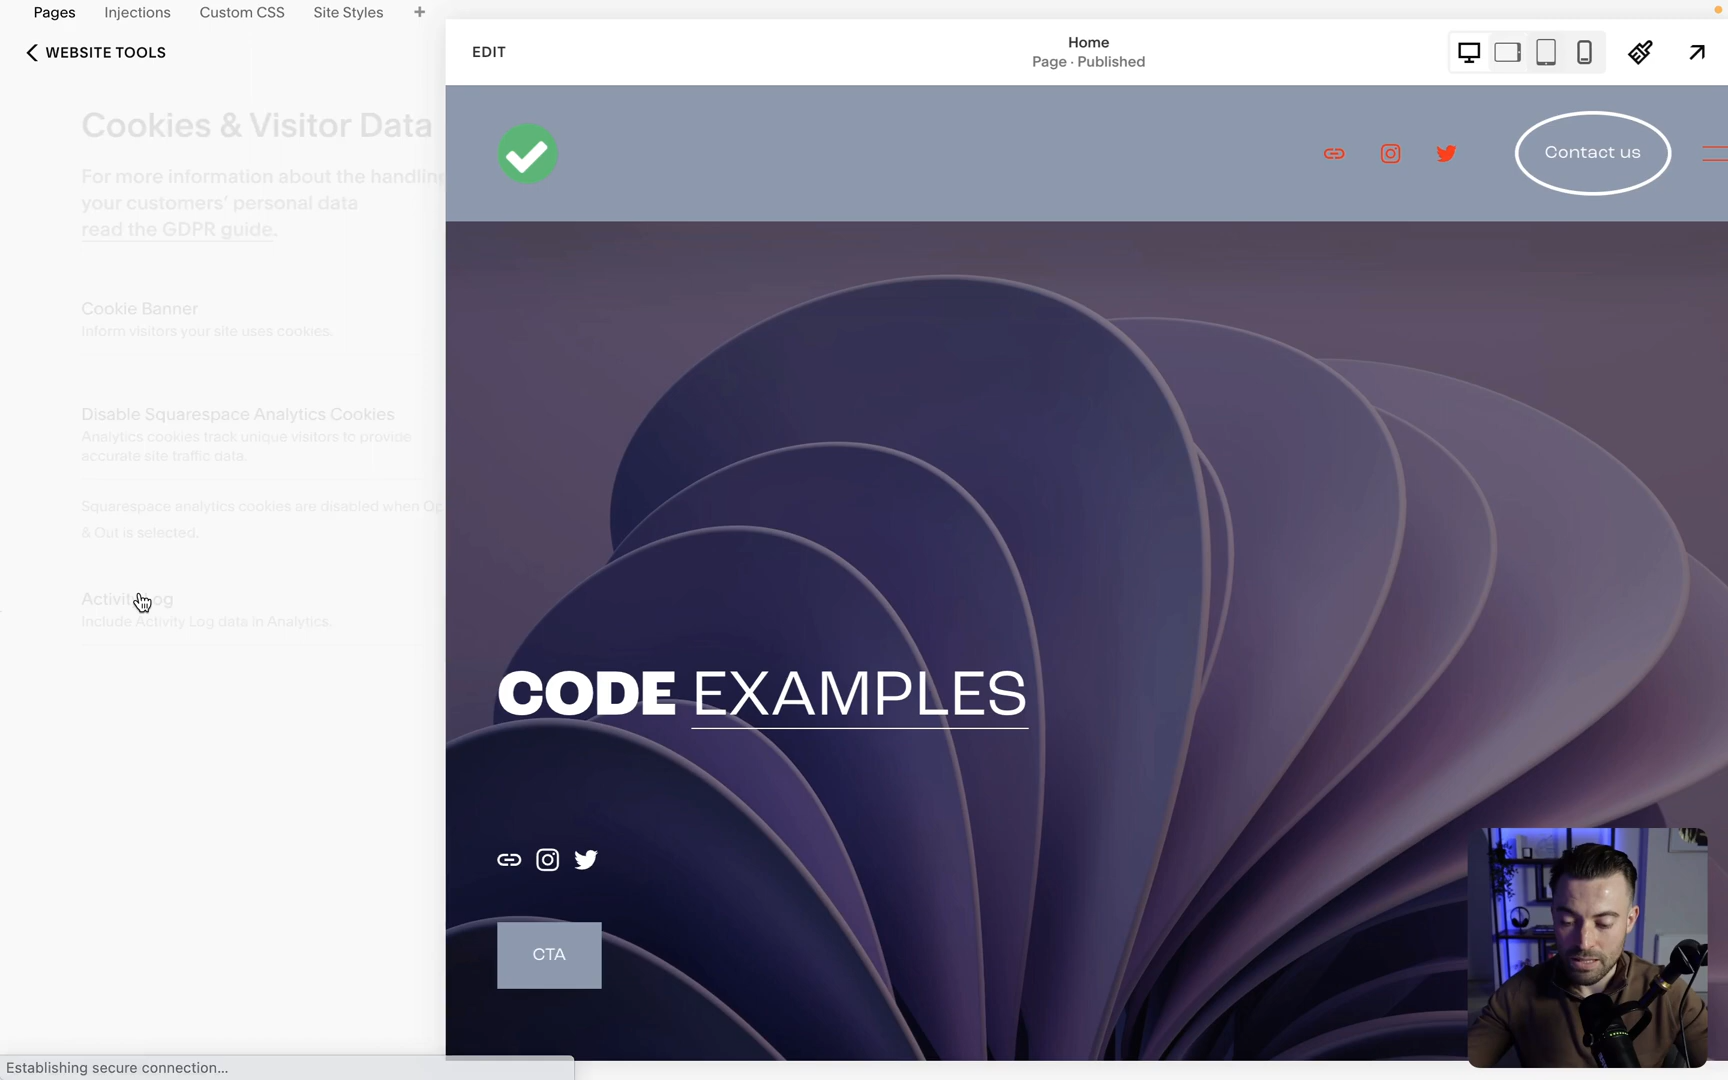 Pages Injections Custom CSS Site Styles +
WEBSITE TOOLS
Cookies & Visitor Data
For more information about the handling
your customers' personal data
read the GDPR guide.
Cookie Banner
Inform visitors your site uses cookies.
Disable Squarespace Analytics Cookies
Analytics cookies track unique visitors to provide
accurate site traffic data.
Squarespace analytics cookies are disabled when Op
& Out is selected.
Activity Log
Include Activity Log data in Analytics.
Establishing secure connection...
EDIT
Home
Page · Published
Contact us
CODE EXAMPLES
CTA